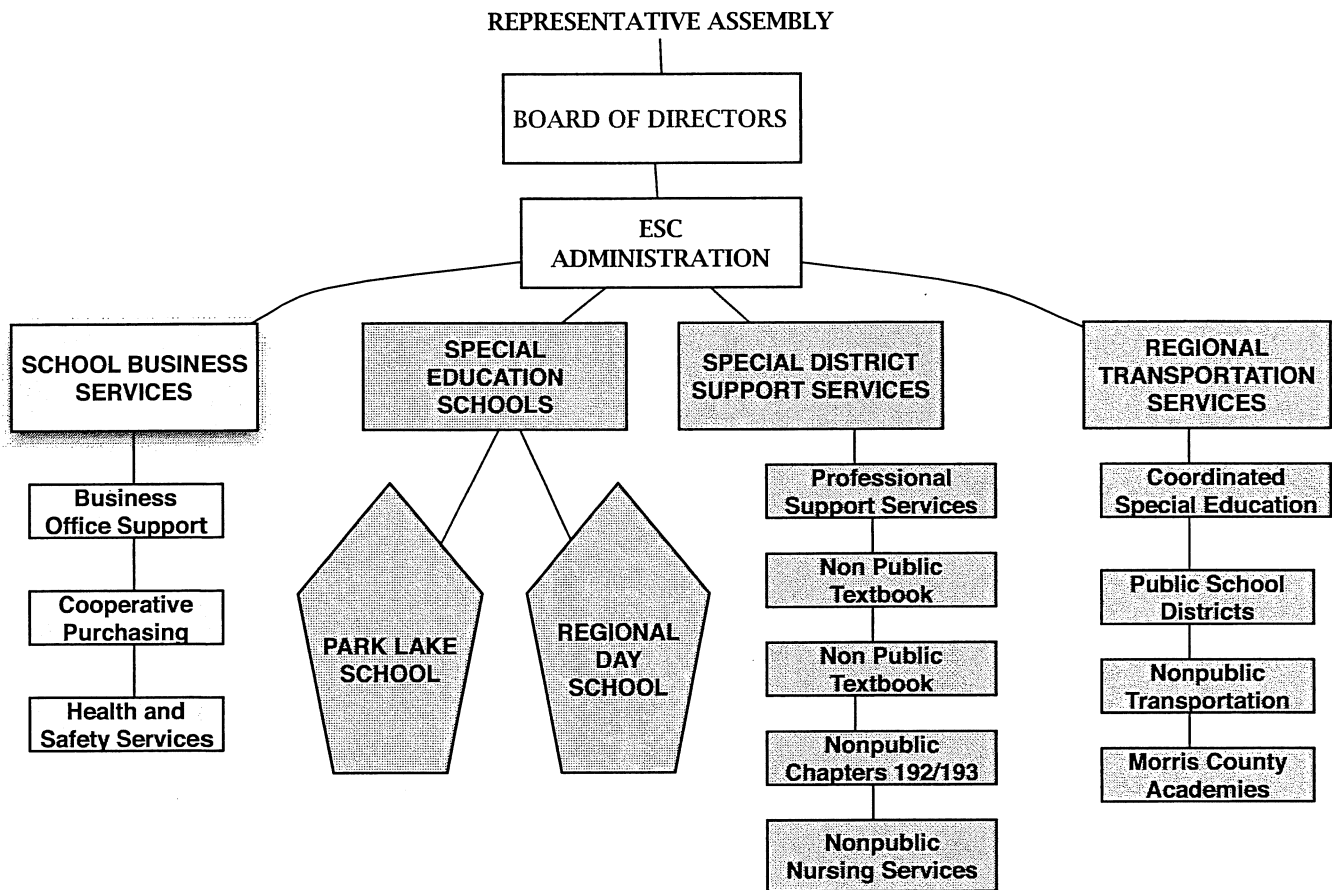 REPRESENTATIVE ASSEMBLY
BOARD OF DIRECTORS
ESC
ADMINISTRATION
SCHOOL BUSINESS
SERVICES
Business
Office Support
Cooperative
Purchasing
Health and
Safety Services
SPECIAL
EDUCATION
SCHOOLS
PARK LAKE
SCHOOL
REGIONAL
DAY
SCHOOL
SPECIAL DISTRICT
SUPPORT SERVICES
Professional
Support Services
Non Public
Textbook
Non Public
Textbook
Nonpublic
Chapters 192/193
Nonpublic
Nursing Services
REGIONAL
TRANSPORTATION
SERVICES
Coordinated
Special Education
Public School
Districts
Nonpublic
Transportation
Morris County
Academies